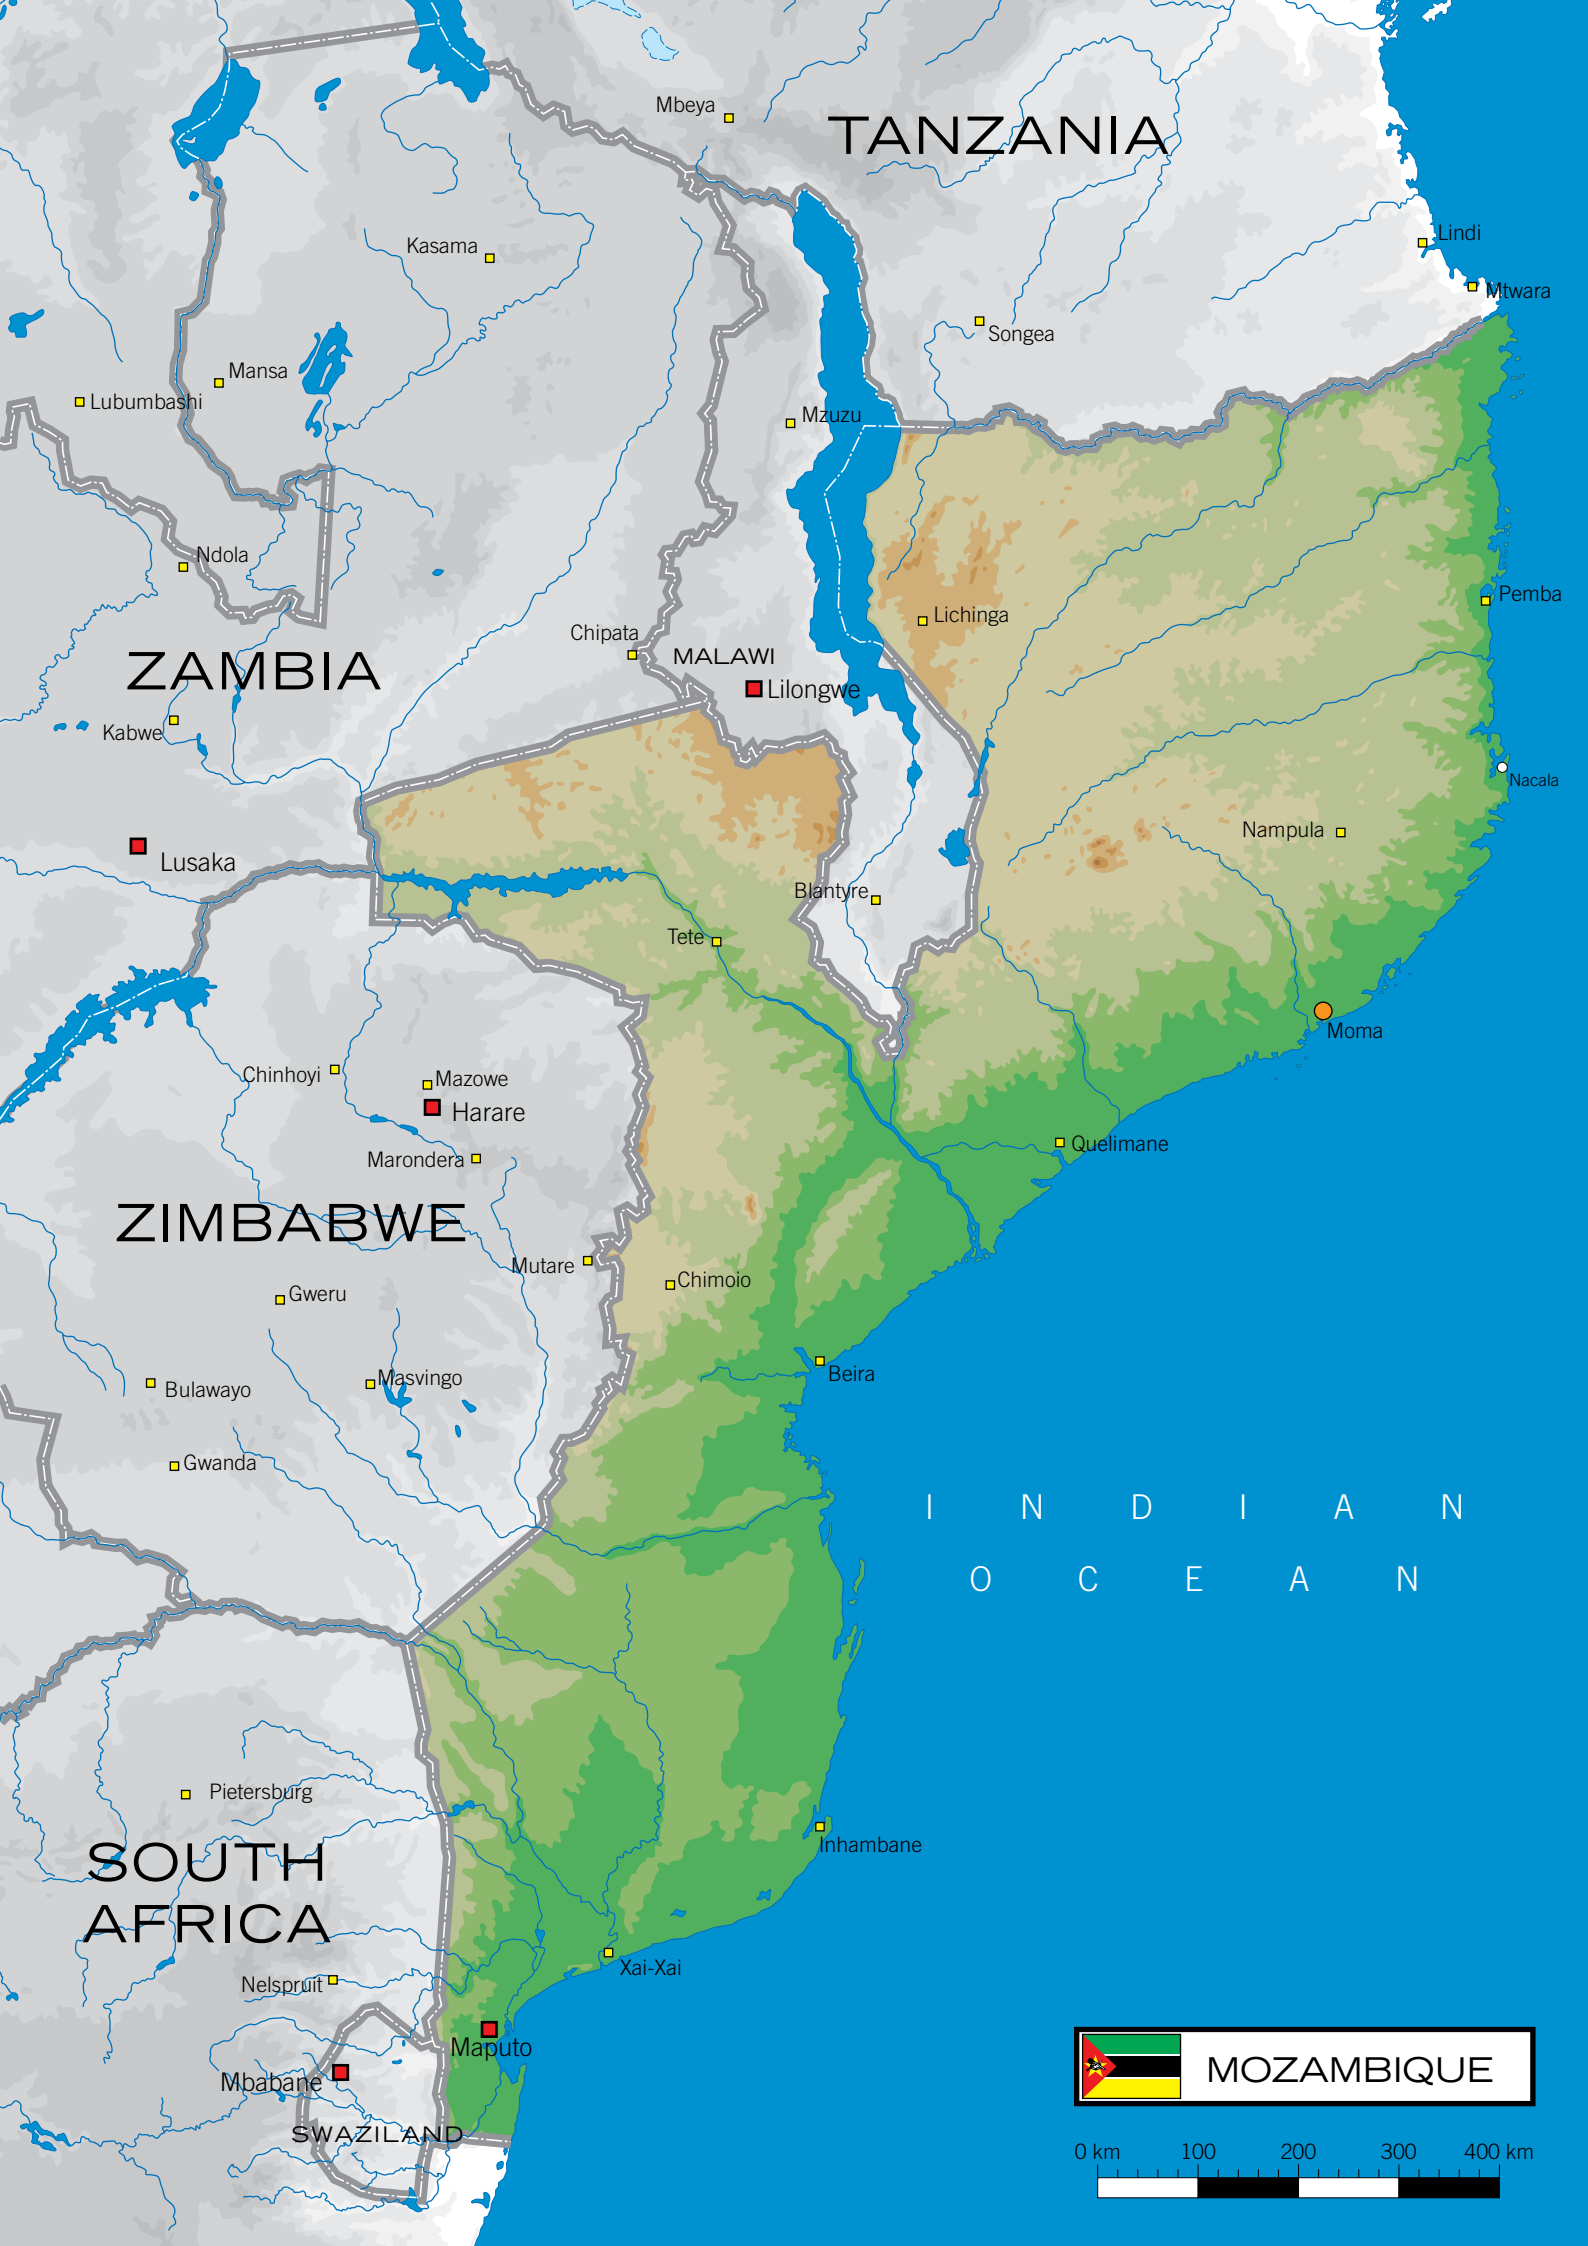 Mbeya
TANZANIA
Lindi
Kasama
Mtwara
Songea
Mansa
Lubumbashi
Mzuzu
Ndola
Pemba
Lichinga
Chipata
MALAWI
ZAMBIA
Lilongwe
Kabwe
Nacala
Nampula
Lusaka
Blantyre
Tete
Moma
Chinhoyi
Mazowe
Harare
Quelimane
Marondera
ZIMBABWE
Mutare
Chimoio
Gweru
Beira
Masvingo
Bulawayo
Gwanda
INDIAN
OCEAN
Pietersburg
Inhambane
SOUTH
AFRICA
Xai-Xai
Nelspruit
Maputo
MOZAMBIQUE
Mbabane
SWAZILAND
0 km 100 200 300 400 km